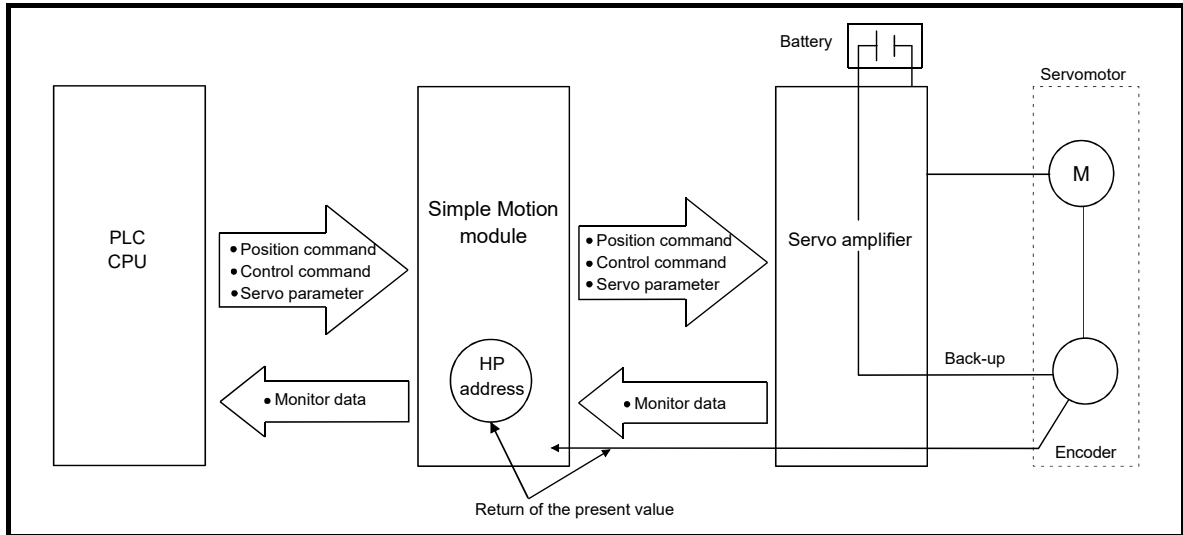 Battery
Servomotor
M
PLC
CPU
● Position command
● Control command
● Servo parameter
Simple Motion
module
● Position command
● Control command
● Servo parameter
Servo amplifier
HP
address
● Monitor data
● Monitor data
Back-up
Encoder
Return of the present value